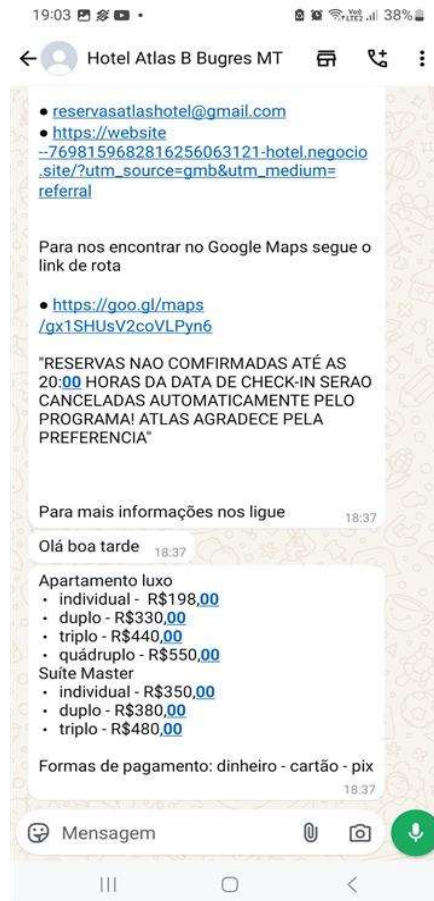 19:03
38%
Hotel Atlas B Bugres MT
● reservasatlashotel@gmail.com
● https://website
--7698159682816256063121-hotel.negocio
.site/?utm_source=gmb&utm_medium=
referral
Para nos encontrar no Google Maps segue o
link de rota
● https://goo.gl/maps
/gx1SHUsV2coVLPyn6
"RESERVAS NAO COMFIRMADAS ATÉ AS
20:00 HORAS DA DATA DE CHECK-IN SERAO
CANCELADAS AUTOMATICAMENTE PELO
PROGRAMA! ATLAS AGRADECE PELA
PREFERENCIA"
Para mais informações nos ligue
18:37
Olá boa tarde
18:37
Apartamento luxo
• individual - R$198,00
• duplo - R$330,00
• triplo - R$440,00
• quádruplo - R$550,00
Suíte Master
• individual - R$350,00
• duplo - R$380,00
• triplo - R$480,00
Formas de pagamento: dinheiro - cartão - pix
18:37
Mensagem